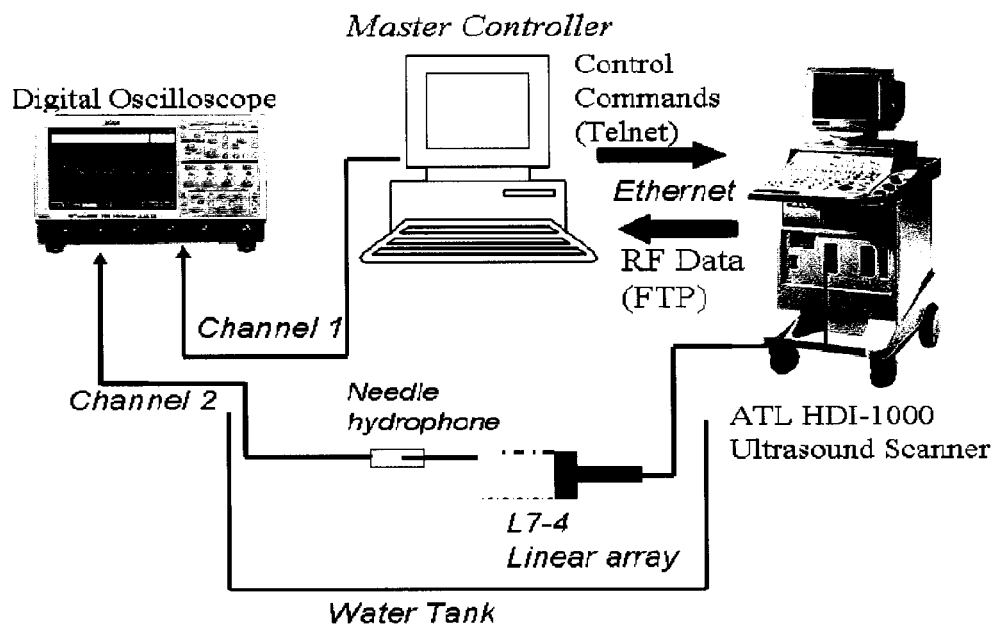 Master Controller
Digital Oscilloscope
Control
Commands
(Telnet)
Ethernet
RF Data
(FTP)
Channel 1
Channel 2
Needle
hydrophone
ATL HDI-1000
Ultrasound Scanner
L7-4
Linear array
Water Tank